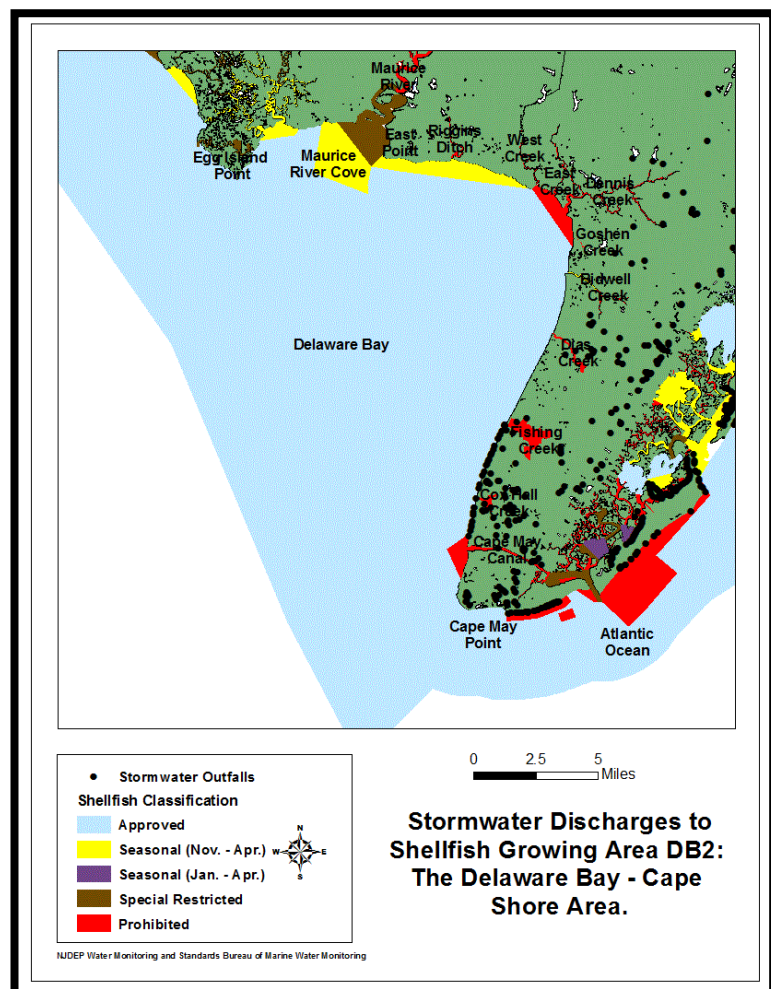 Maurice
River
East
Point
Riggins
Ditch
West
Creek
Egg Island
Point
Maurice
River Cove
East
Creek
Dennis
Creek
Goshen
Creek
Bidwell
Creek
Delaware Bay
Dias
Creek
Fishing
Creek
Cox Hall
Creek
Cape May
Canal
Cape May
Point
Atlantic
Ocean
0 2.5 5
Miles
Stormwater Outfalls
Shellfish Classification
Approved
Seasonal (Nov. - Apr.)
Seasonal (Jan. - Apr.)
Special Restricted
Prohibited
N
W E
S
Stormwater Discharges to
Shellfish Growing Area DB2:
The Delaware Bay - Cape
Shore Area.
NJDEP Water Monitoring and Standards Bureau of Marine Water Monitoring